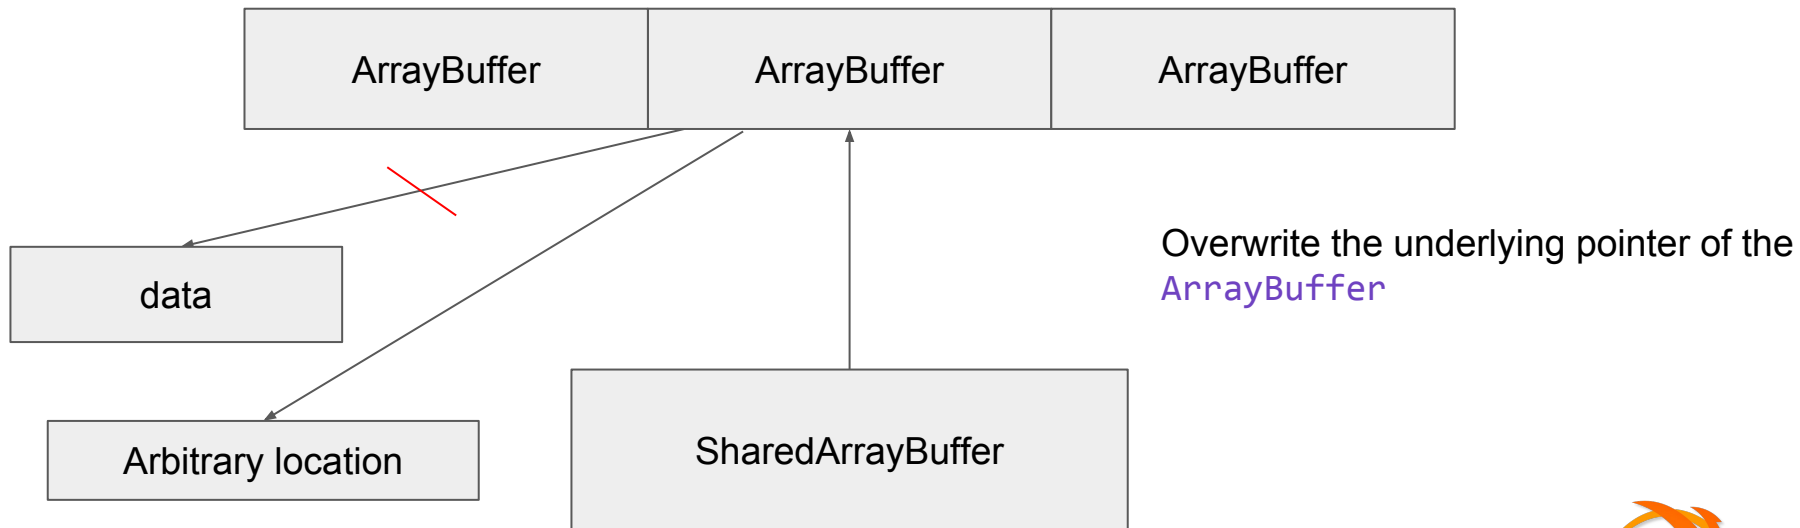 ArrayBuffer ArrayBuffer ArrayBuffer
Overwrite the underlying pointer of the
ArrayBuffer
data
Arbitrary location
SharedArrayBuffer